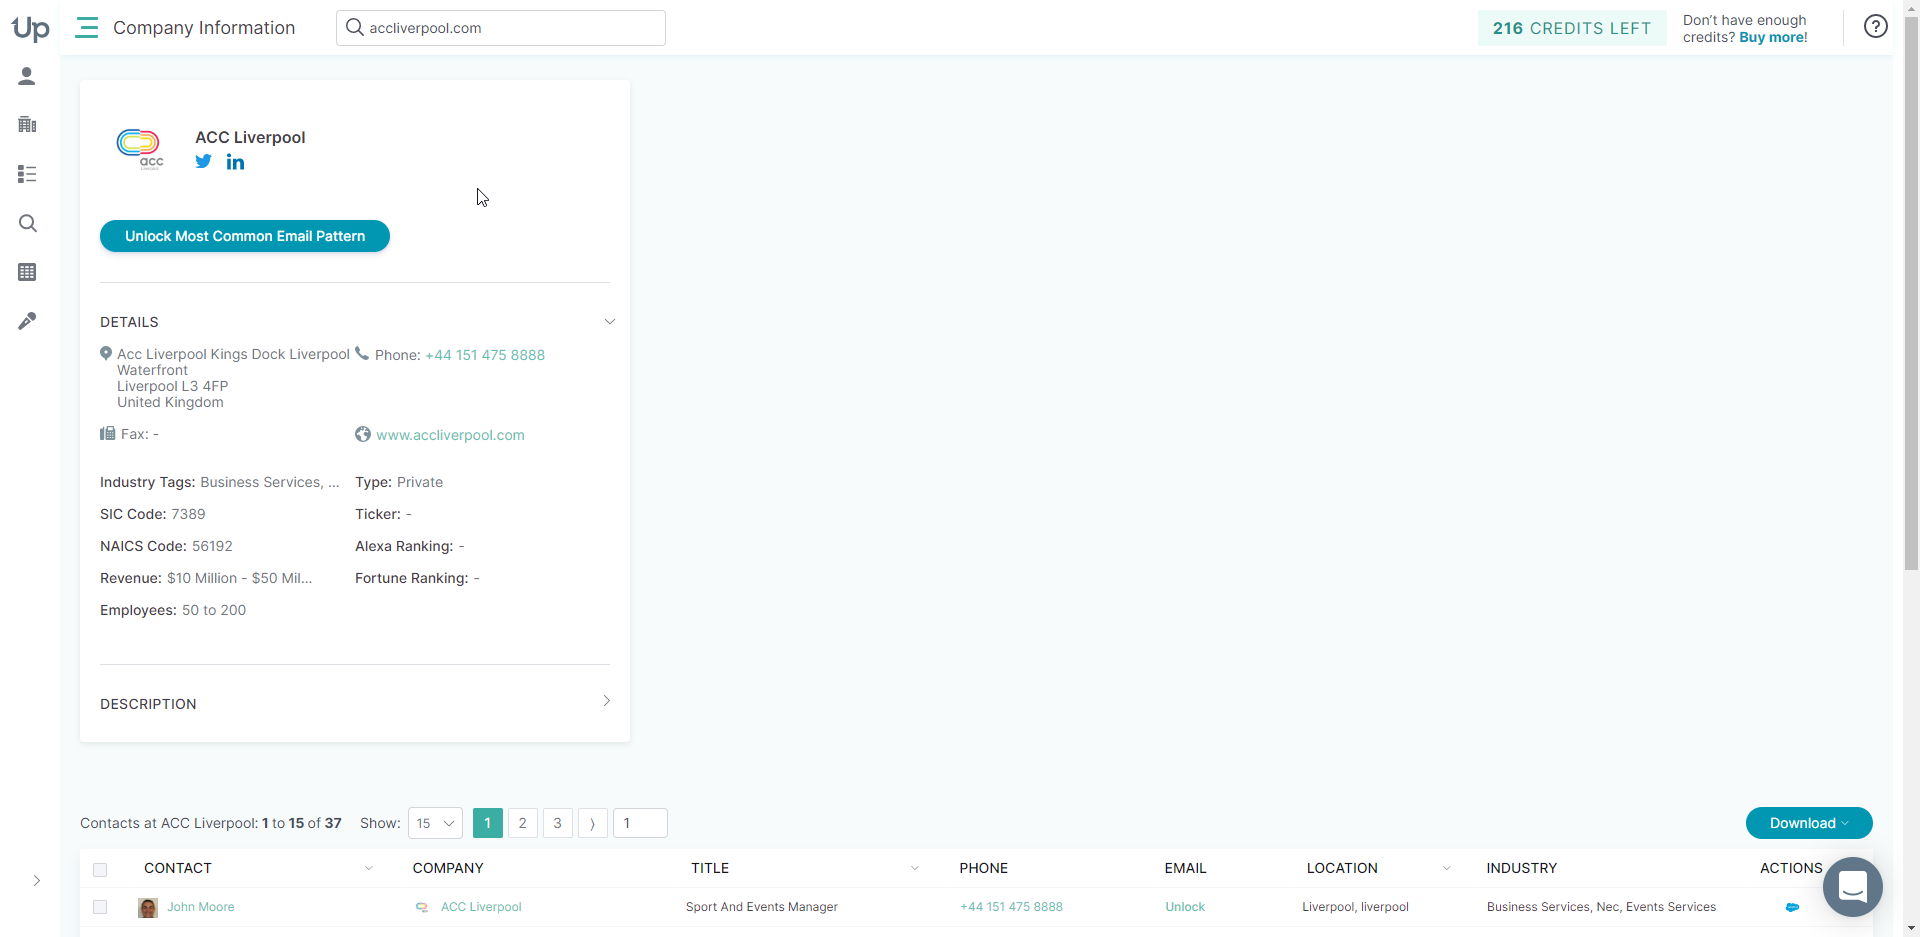 Up
Company Information
accliverpool.com
216 CREDITS LEFT
Don't have enough
credits? Buy more!
?
acc
ACC Liverpool
Unlock Most Common Email Pattern
DETAILS
Acc Liverpool Kings Dock Liverpool
Waterfront
Liverpool L3 4FP
United Kingdom
Phone: +44 151 475 8888
Fax: -
www.accliverpool.com
Industry Tags: Business Services, ...
Type: Private
SIC Code: 7389
Ticker: -
NAICS Code: 56192
Alexa Ranking: -
Revenue: $10 Million - $50 Mil...
Fortune Ranking: -
Employees: 50 to 200
DESCRIPTION
Contacts at ACC Liverpool: 1 to 15 of 37 Show: 15 1 2 3 ⟩ 1
Download
CONTACT COMPANY TITLE PHONE EMAIL LOCATION INDUSTRY ACTIONS
John Moore ACC Liverpool Sport And Events Manager +44 151 475 8888 Unlock Liverpool, liverpool Business Services, Nec, Events Services